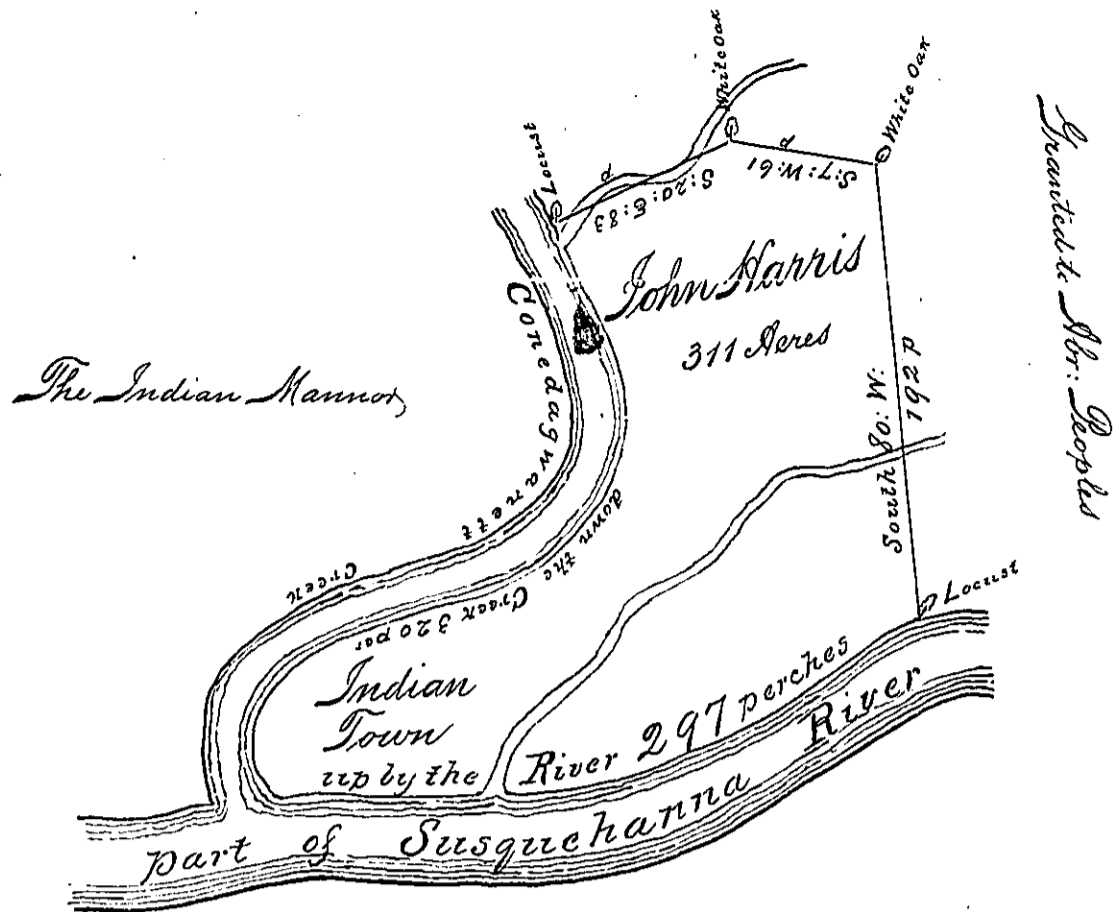 White Oak
White Oak
Locust
S:20:E:83 p
S:7:W:61 p
John Harris
311 Acres
Granted to Abr: Peoples
The Indian Mannor
Conedagwanett Creek
down the Creek 320 per
South 80:W: 192 p
Locust
Indian
Town
up by the River 297 perches
part of Susquehanna River